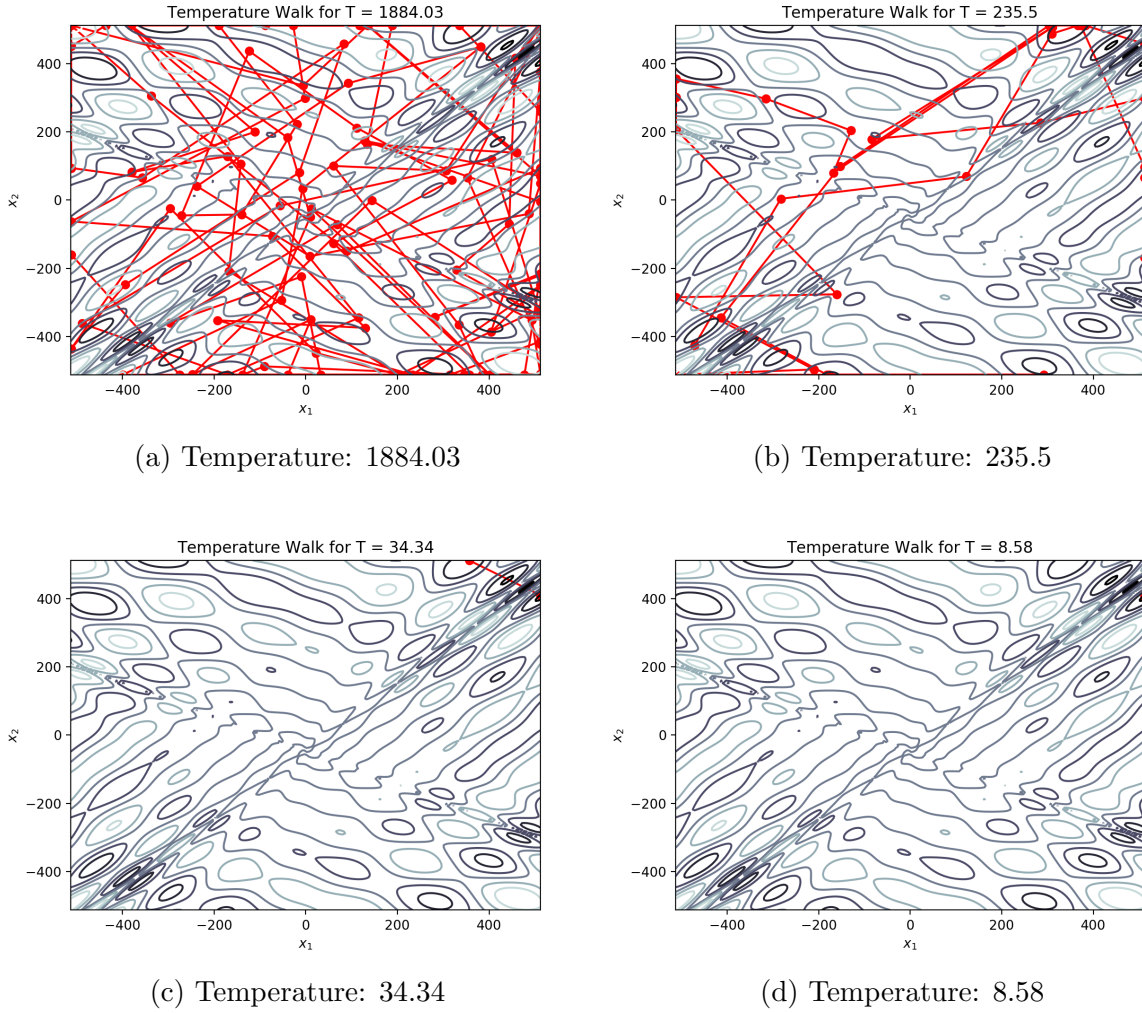 Temperature Walk for T = 1884.03
400
200
0
−200
−400
x₂
−400 −200 0 200 400
x₁
(a) Temperature: 1884.03
Temperature Walk for T = 235.5
400
200
0
−200
−400
x₂
−400 −200 0 200 400
x₁
(b) Temperature: 235.5
Temperature Walk for T = 34.34
400
200
0
−200
−400
x₂
−400 −200 0 200 400
x₁
(c) Temperature: 34.34
Temperature Walk for T = 8.58
400
200
0
−200
−400
x₂
−400 −200 0 200 400
x₁
(d) Temperature: 8.58